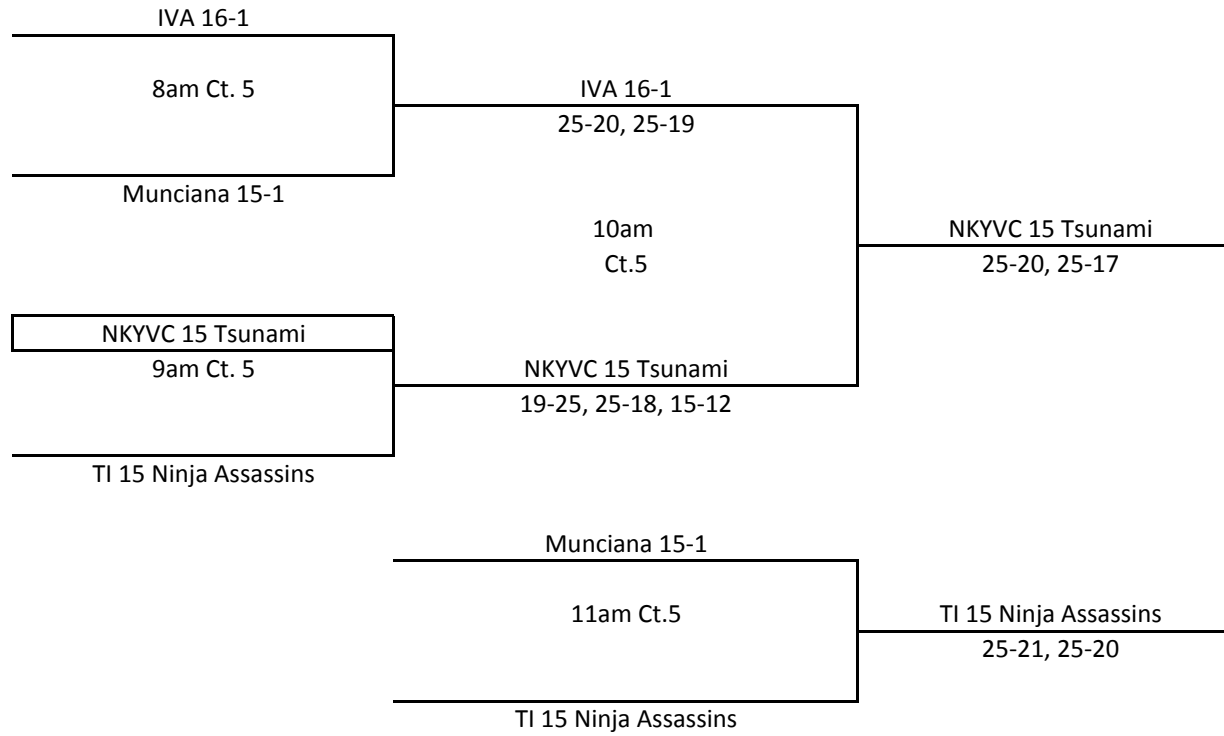 IVA 16-1
8am Ct. 5
IVA 16-1
25-20, 25-19
Munciana 15-1
10am
Ct.5
NKYVC 15 Tsunami
25-20, 25-17
NKYVC 15 Tsunami
9am Ct. 5
NKYVC 15 Tsunami
19-25, 25-18, 15-12
TI 15 Ninja Assassins
Munciana 15-1
11am Ct.5
TI 15 Ninja Assassins
25-21, 25-20
TI 15 Ninja Assassins